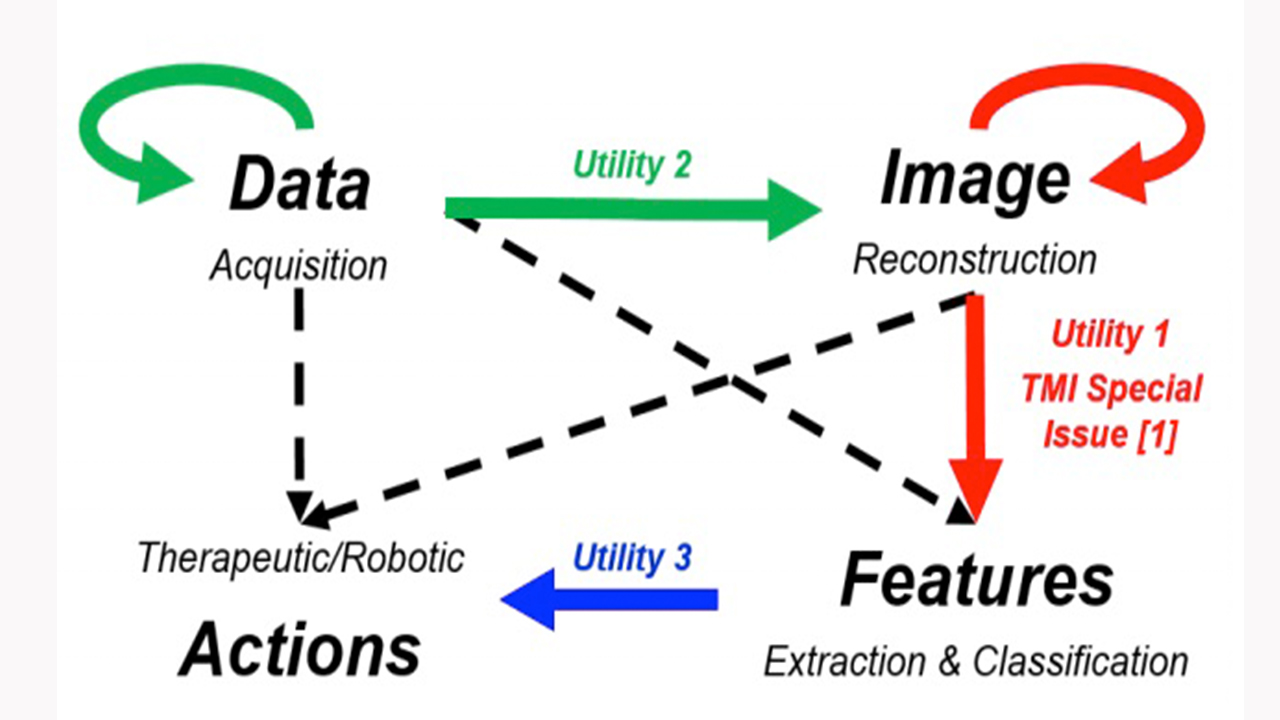 Data
Acquisition
Utility 2
Image
Reconstruction
Utility 1
TMI Special
Issue [1]
Therapeutic/Robotic
Actions
Utility 3
Features
Extraction & Classification